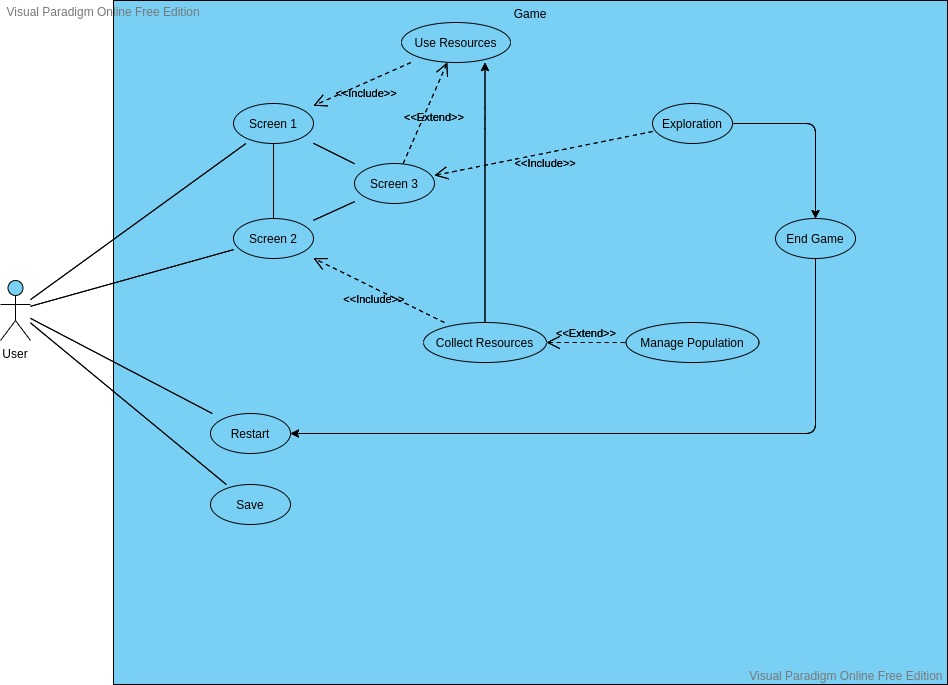 Visual Paradigm Online Free Edition
Game
Use Resources
<<Include>>
<<Extend>>
Screen 1
Exploration
<<Include>>
Screen 3
Screen 2
End Game
<<Include>>
User
Collect Resources
<<Extend>>
Manage Population
Restart
Save
Visual Paradigm Online Free Edition